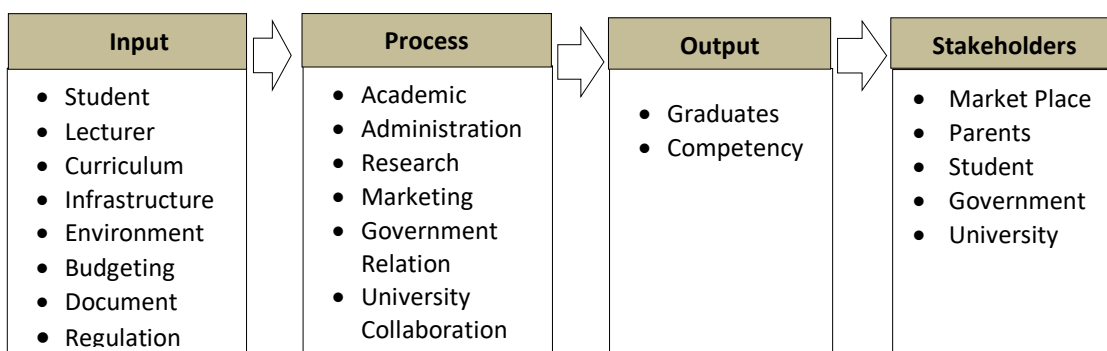 Input
• Student
• Lecturer
• Curriculum
• Infrastructure
• Environment
• Budgeting
• Document
• Regulation
Process
• Academic
• Administration
• Research
• Marketing
• Government
Relation
• University
Collaboration
Output
• Graduates
• Competency
Stakeholders
• Market Place
• Parents
• Student
• Government
• University